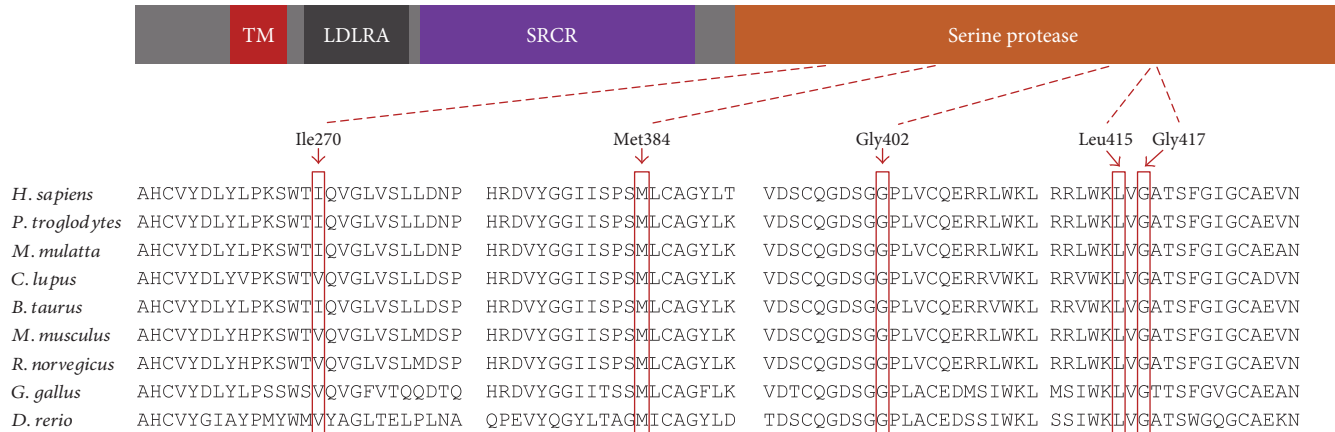 TM LDLRA SRCR Serine protease
Ile270 Met384 Gly402 Leu415 Gly417
H. sapiens AHCVYDLYLPKSWTIQVGLVSLLDNP HRDVYGGIISPSMLCAGYLT VDSCQGDSGGPLVCQERRLWKL RRLWKLVGATSFGIGCAEVN
P. troglodytes AHCVYDLYLPKSWTIQVGLVSLLDNP HRDVYGGIISPSMLCAGYLK VDSCQGDSGGPLVCQERRLWKL RRLWKLVGATSFGIGCAEVN
M. mulatta AHCVYDLYLPKSWTIQVGLVSLLDNP HRDVYGGIISPSMLCAGYLK VDSCQGDSGGPLVCQERRLWKL RRLWKLVGATSFGIGCAEAN
C. lupus AHCVYDLYVPKSWTVQVGLVSLLDSP HRDVYGGIISPSMLCAGYLK VDSCQGDSGGPLVCQERRVWKL RRVWKLVGATSFGIGCADVN
B. taurus AHCVYDLYLPKSWTIQVGLVSLLDSP HRDVYGGIISPSMLCAGYLK VDSCQGDSGGPLVCQERRVWKL RRVWKLVGATSFGIGCAEVN
M. musculus AHCVYDLYHPKSWTVQVGLVSLMDSP HRDVYGGIISPSMLCAGYLK VDSCQGDSGGPLVCQERRLWKL RRLWKLVGATSFGIGCAEVN
R. norvegicus AHCVYDLYHPKSWTVQVGLVSLMDSP HRDVYGGIISPSMLCAGYLK VDSCQGDSGGPLVCQERRLWKL RRLWKLVGATSFGIGCAEVN
G. gallus AHCVYDLYLPSSWSVQVGFVTQQDTQ HRDVYGGIITSSMLCAGFLK VDTCQGDSGGPLACEDMSIWKL MSIWKLVGTTSFGVGCAEAN
D. rerio AHCVYGIAYPMYWMVYAGLTELPLNA QPEVYQGYLTAGMICAGYLD TDSCQGDSGGPLACEDSSIWKL SSIWKLVGATSWGQGCAEKN